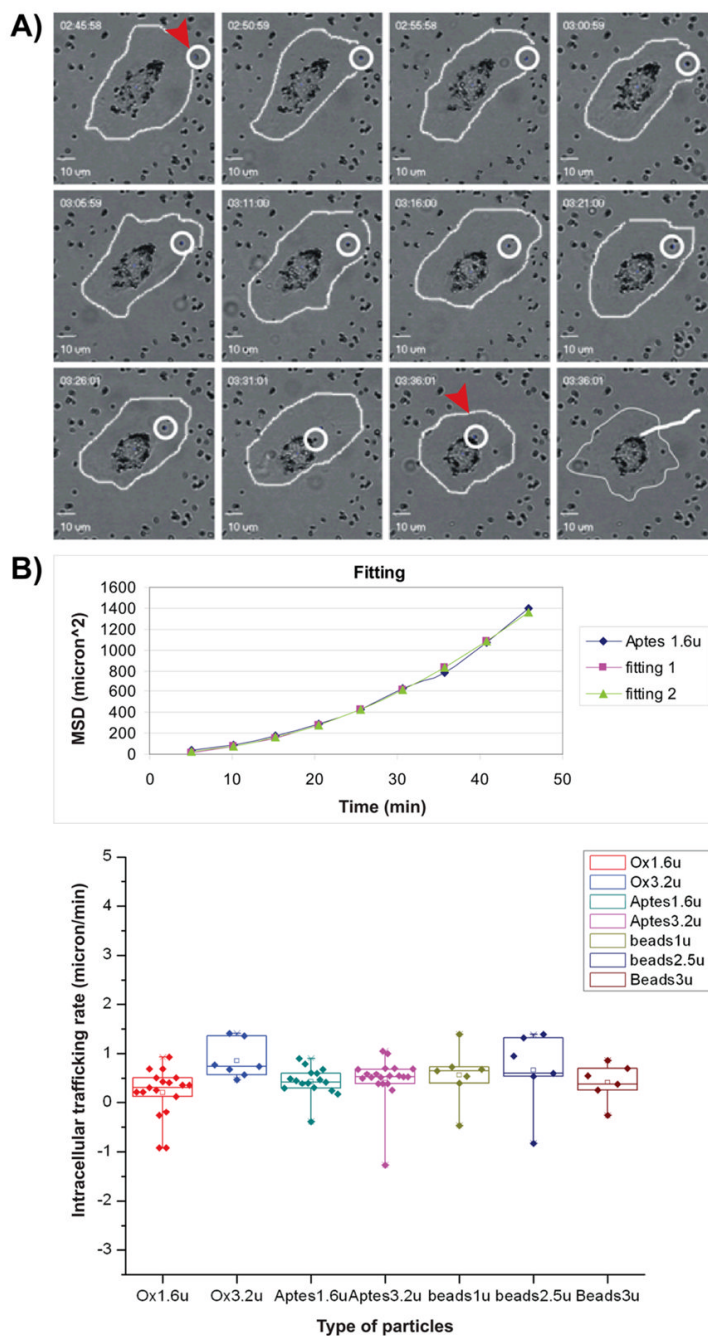 A)
02:45:58
02:50:59
02:55:58
03:00:59
10 um
10 um
10 um
10 um
03:05:59
03:11:00
03:16:00
03:21:00
10 um
10 um
10 um
10 um
03:26:01
03:31:01
03:36:01
03:36:01
10 um
10 um
10 um
10 um
B)
Fitting
MSD (micron^2)
1600
1400
1200
1000
800
600
400
200
0
0 10 20 30 40 50
Time (min)
Aptes 1.6u
fitting 1
fitting 2
Intracellular trafficking rate (micron/min)
5
4
3
2
1
0
-1
-2
-3
Ox1.6u
Ox3.2u
Aptes1.6u
Aptes3.2u
beads1u
beads2.5u
Beads3u
Ox1.6u Ox3.2u Aptes1.6u Aptes3.2u beads1u beads2.5u Beads3u
Type of particles